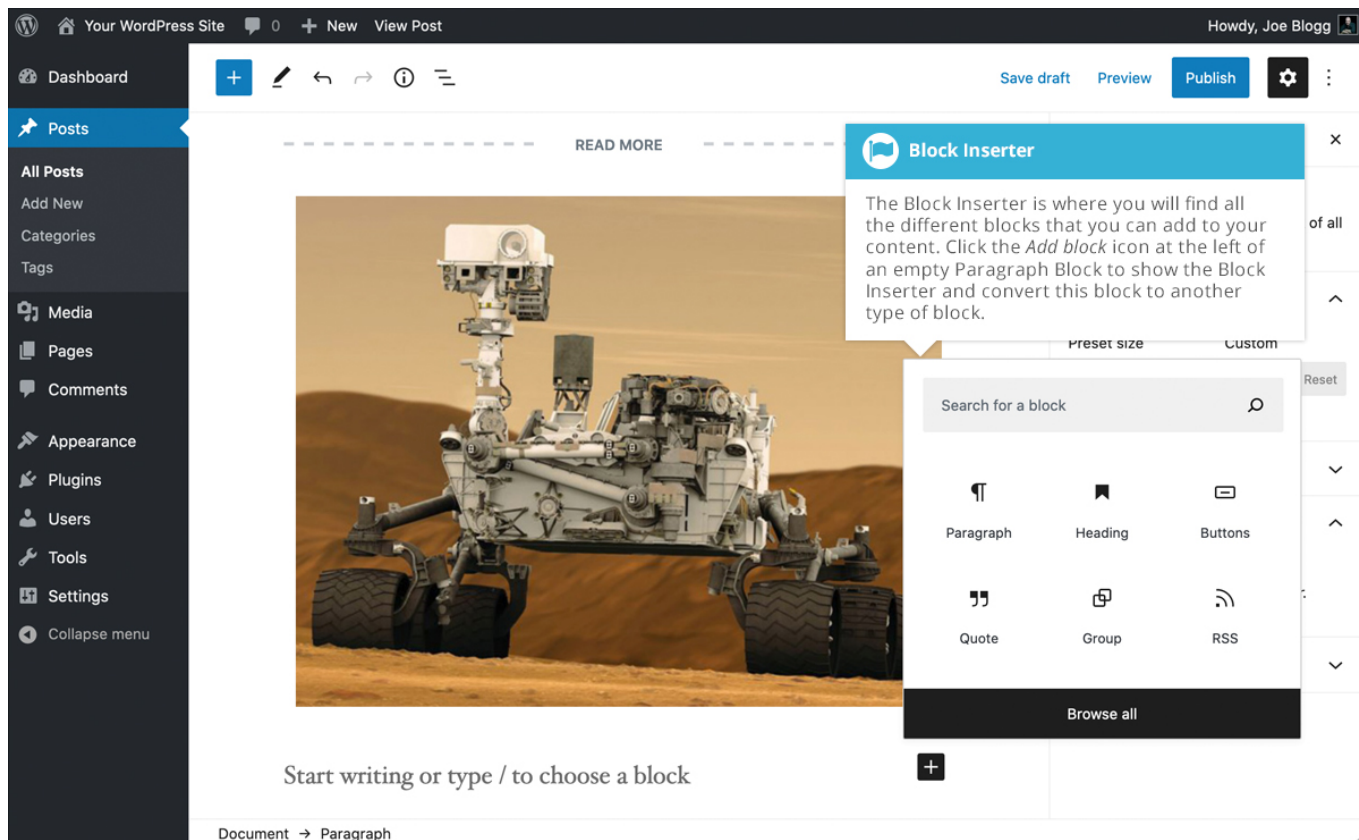 Your WordPress Site 0 New View Post Howdy, Joe Blogg
Dashboard
Posts
All Posts
Add New
Categories
Tags
Media
Pages
Comments
Appearance
Plugins
Users
Tools
Settings
Collapse menu
Save draft Preview Publish
READ MORE
Block Inserter
The Block Inserter is where you will find all
the different blocks that you can add to your
content. Click the Add block icon at the left of
an empty Paragraph Block to show the Block
Inserter and convert this block to another
type of block.
of all
Preset size Custom
Reset
Search for a block
Paragraph Heading Buttons
Quote Group RSS
Browse all
Start writing or type / to choose a block
Document → Paragraph